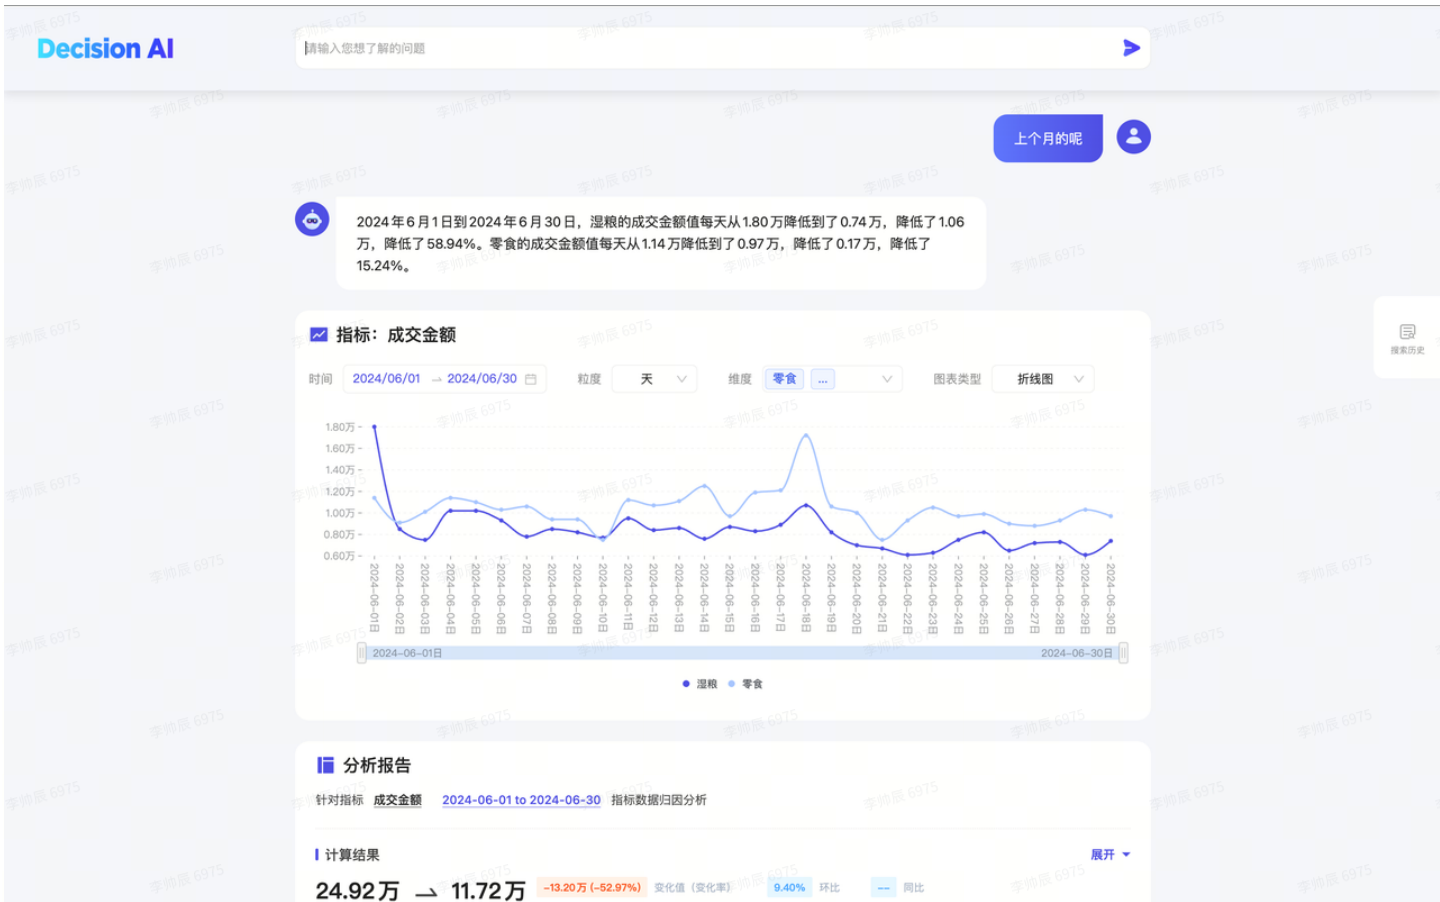 Decision AI
请输入您想了解的问题
上个月的呢
2024年6月1日到2024年6月30日，湿粮的成交金额值每天从1.80万降低到了0.74万，降低了1.06
万，降低了58.94%。零食的成交金额值每天从1.14万降低到了0.97万，降低了0.17万，降低了
15.24%。
搜索历史
指标：成交金额
时间 2024/06/01 → 2024/06/30 粒度 天 维度 零食 ... 图表类型 折线图
1.80万
1.60万
1.40万
1.20万
1.00万
0.80万
0.60万
2024-06-01日
2024-06-02日
2024-06-03日
2024-06-04日
2024-06-05日
2024-06-06日
2024-06-07日
2024-06-08日
2024-06-09日
2024-06-10日
2024-06-11日
2024-06-12日
2024-06-13日
2024-06-14日
2024-06-15日
2024-06-16日
2024-06-17日
2024-06-18日
2024-06-19日
2024-06-20日
2024-06-21日
2024-06-22日
2024-06-23日
2024-06-24日
2024-06-25日
2024-06-26日
2024-06-27日
2024-06-28日
2024-06-29日
2024-06-30日
2024-06-01日 2024-06-30日
湿粮 零食
分析报告
针对指标 成交金额 2024-06-01 to 2024-06-30 指标数据归因分析
计算结果 展开
24.92万 → 11.72万 -13.20万 (-52.97%) 变化值（变化率） 9.40% 环比 -- 同比
李帅辰 6975